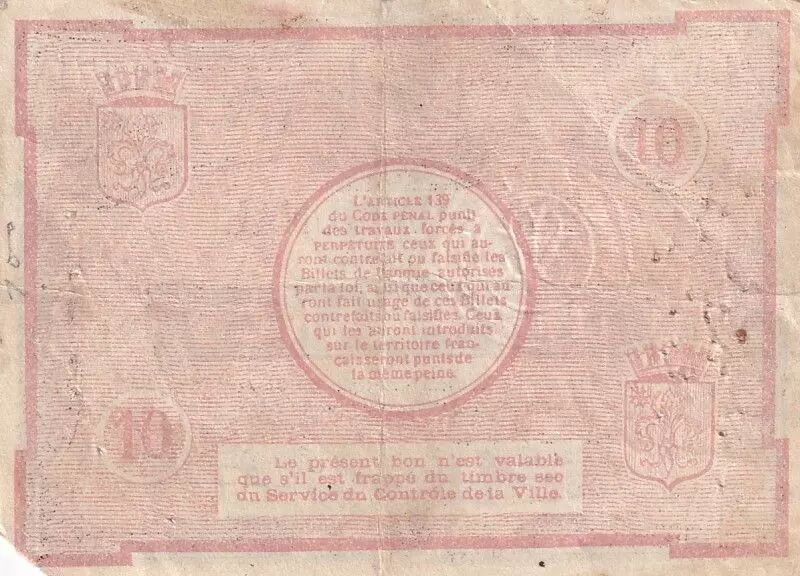 10
L'ARTICLE 139
du CODE PÉNAL punit
des travaux forcés à
PERPÉTUITÉ ceux qui au-
ront contrefait ou falsifié les
Billets de Banque autorisés
par la loi, ainsi que ceux qui au-
ront fait usage de ces Billets
contrefaits ou falsifiés. Ceux
qui les auront introduits
sur le territoire fran-
çais seront punis de
la même peine.
10
Le présent bon n'est valable
que s'il est frappé du timbre sec
du Service du Contrôle de la Ville.